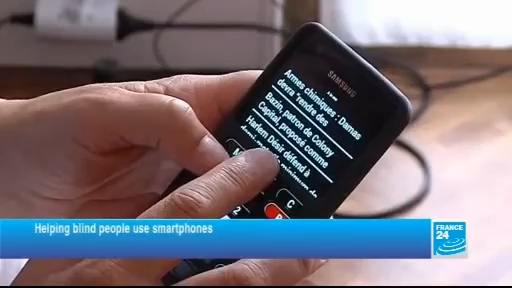 SAMSUNG
Armes chimiques : Damas
devra "rendre des
Bazin, patron de Colony
Capital, proposé comme
Harlem Désir défend à
C
2
Helping blind people use smartphones
FRANCE
24